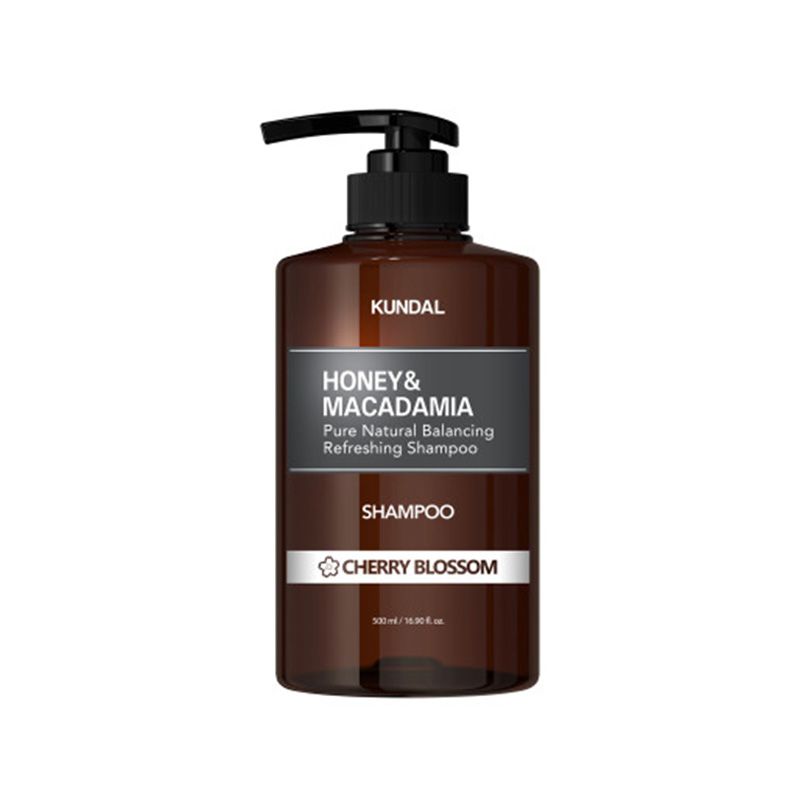 KUNDAL
HONEY&
MACADAMIA
Pure Natural Balancing
Refreshing Shampoo
SHAMPOO
CHERRY BLOSSOM
500 ml / 16.90 fl. oz.